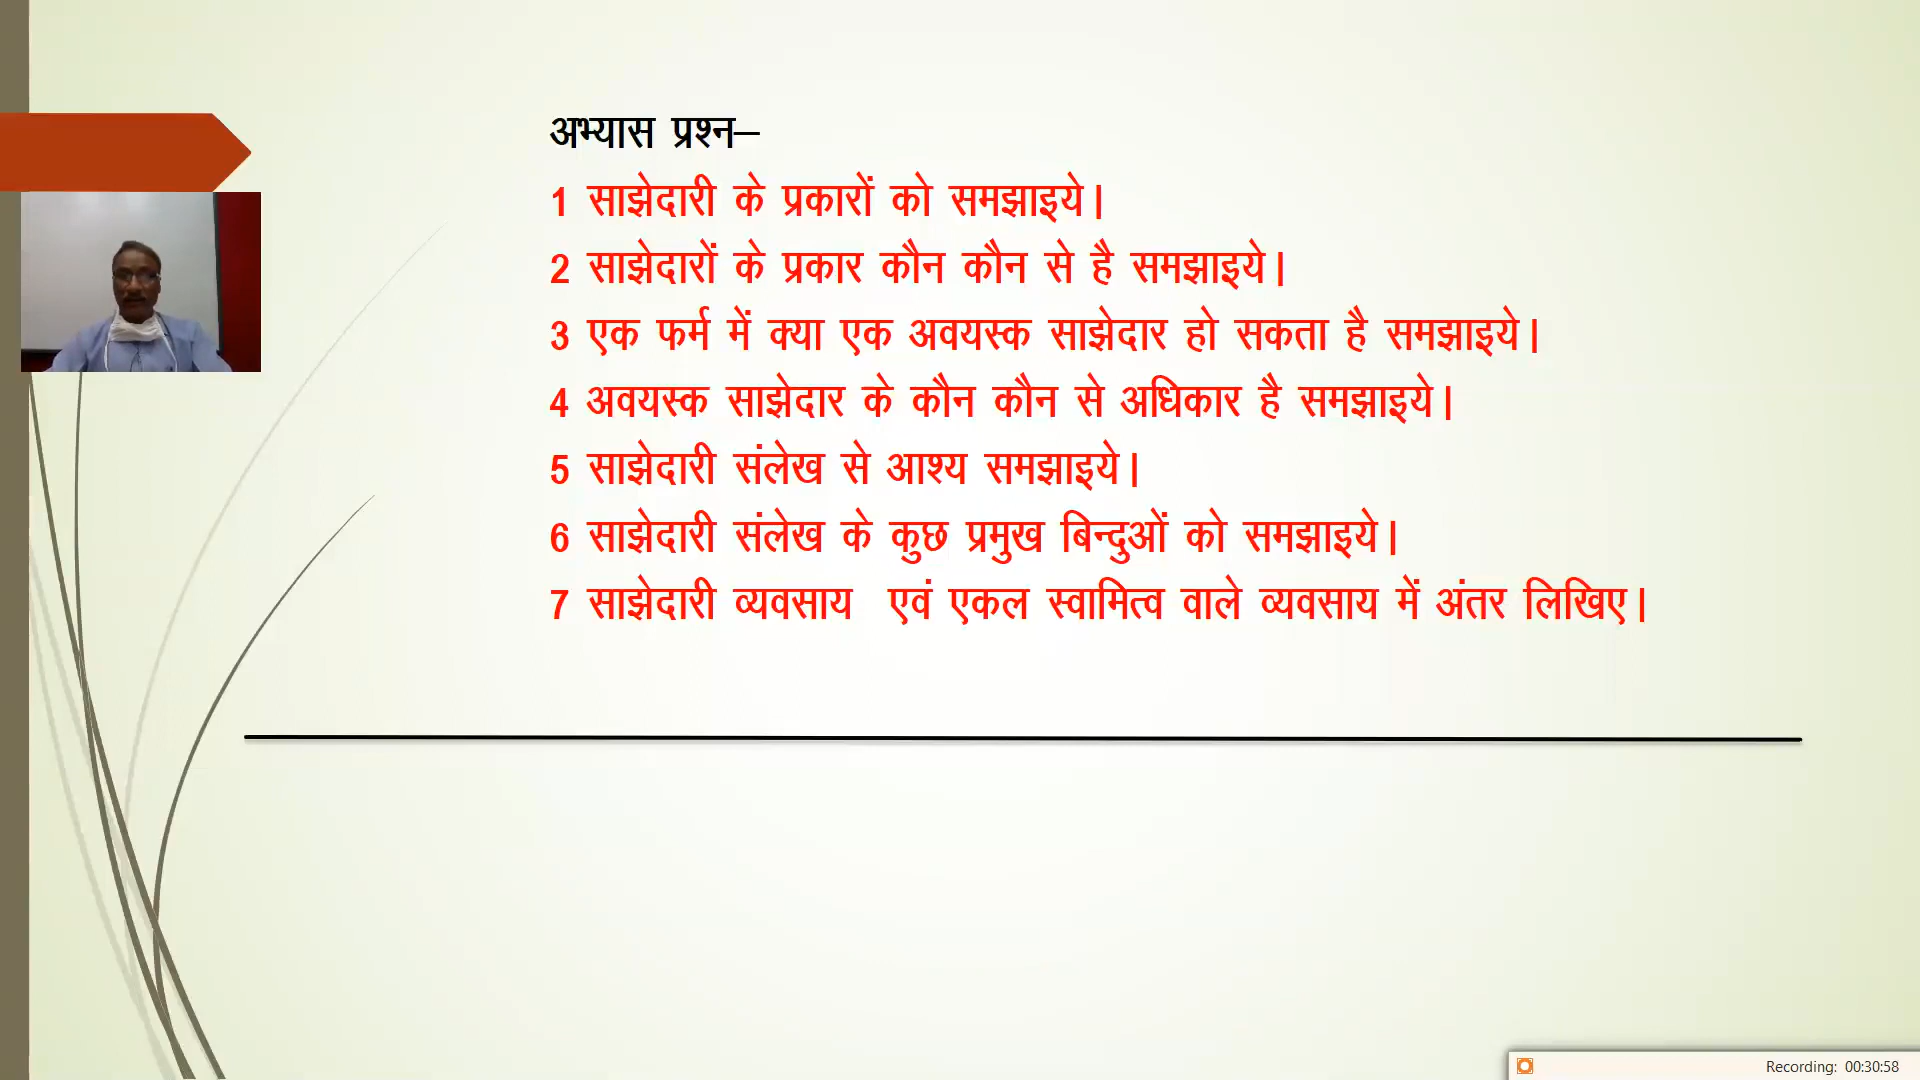 अभ्यास प्रश्न–
1 साझेदारी के प्रकारों को समझाइये।
2 साझेदारों के प्रकार कौन कौन से है समझाइये।
3 एक फर्म में क्या एक अवयस्क साझेदार हो सकता है समझाइये।
4 अवयस्क साझेदार के कौन कौन से अधिकार है समझाइये।
5 साझेदारी संलेख से आश्य समझाइये।
6 साझेदारी संलेख के कुछ प्रमुख बिन्दुओं को समझाइये।
7 साझेदारी व्यवसाय एवं एकल स्वामित्व वाले व्यवसाय में अंतर लिखिए।
Recording: 00:30:58